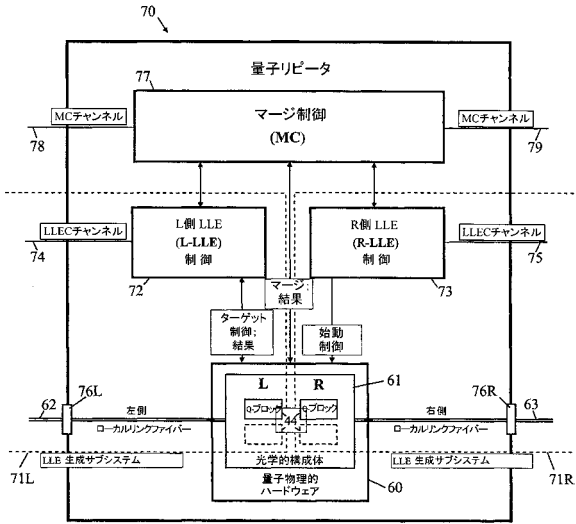 70
量子リピータ
77
MCチャンネル
マージ制御
(MC)
MCチャンネル
78
79
L側 LLE
(L-LLE)
制御
R側 LLE
(R-LLE)
制御
LLECチャンネル
LLECチャンネル
74
75
72
73
マージ;
結果
ターゲット
制御;
結果
始動
制御
76L
76R
L
R
61
62
63
左側
右側
Q-ブロック
Q-ブロック
44
ローカルリンクファイバー
ローカルリンクファイバー
71L
71R
LLE 生成サブシステム
LLE 生成サブシステム
光学的構成体
量子物理的
ハードウェア
60